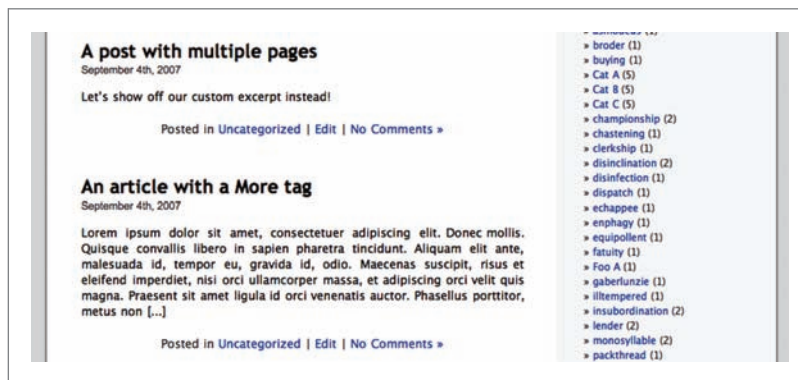 A post with multiple pages
September 4th, 2007
Let's show off our custom excerpt instead!
Posted in Uncategorized | Edit | No Comments »
An article with a More tag
September 4th, 2007
Lorem ipsum dolor sit amet, consectetuer adipiscing elit. Donec mollis.
Quisque convallis libero in sapien pharetra tincidunt. Aliquam elit ante,
malesuada id, tempor eu, gravida id, odio. Maecenas suscipit, risus et
eleifend imperdiet, nisi orci ullamcorper massa, et adipiscing orci velit quis
magna. Praesent sit amet ligula id orci venenatis auctor. Phasellus porttitor,
metus non [...]
Posted in Uncategorized | Edit | No Comments »
» broder (1)
» buying (1)
» Cat A (5)
» Cat B (5)
» Cat C (5)
» championship (2)
» chastening (1)
» clerkship (1)
» disinclination (2)
» disinfection (1)
» dispatch (1)
» echappee (1)
» enphagy (1)
» equipollent (1)
» fatuity (1)
» Foo A (1)
» gaberlunzie (1)
» illtempered (1)
» insubordination (2)
» lender (2)
» monosyllable (2)
» packthread (1)